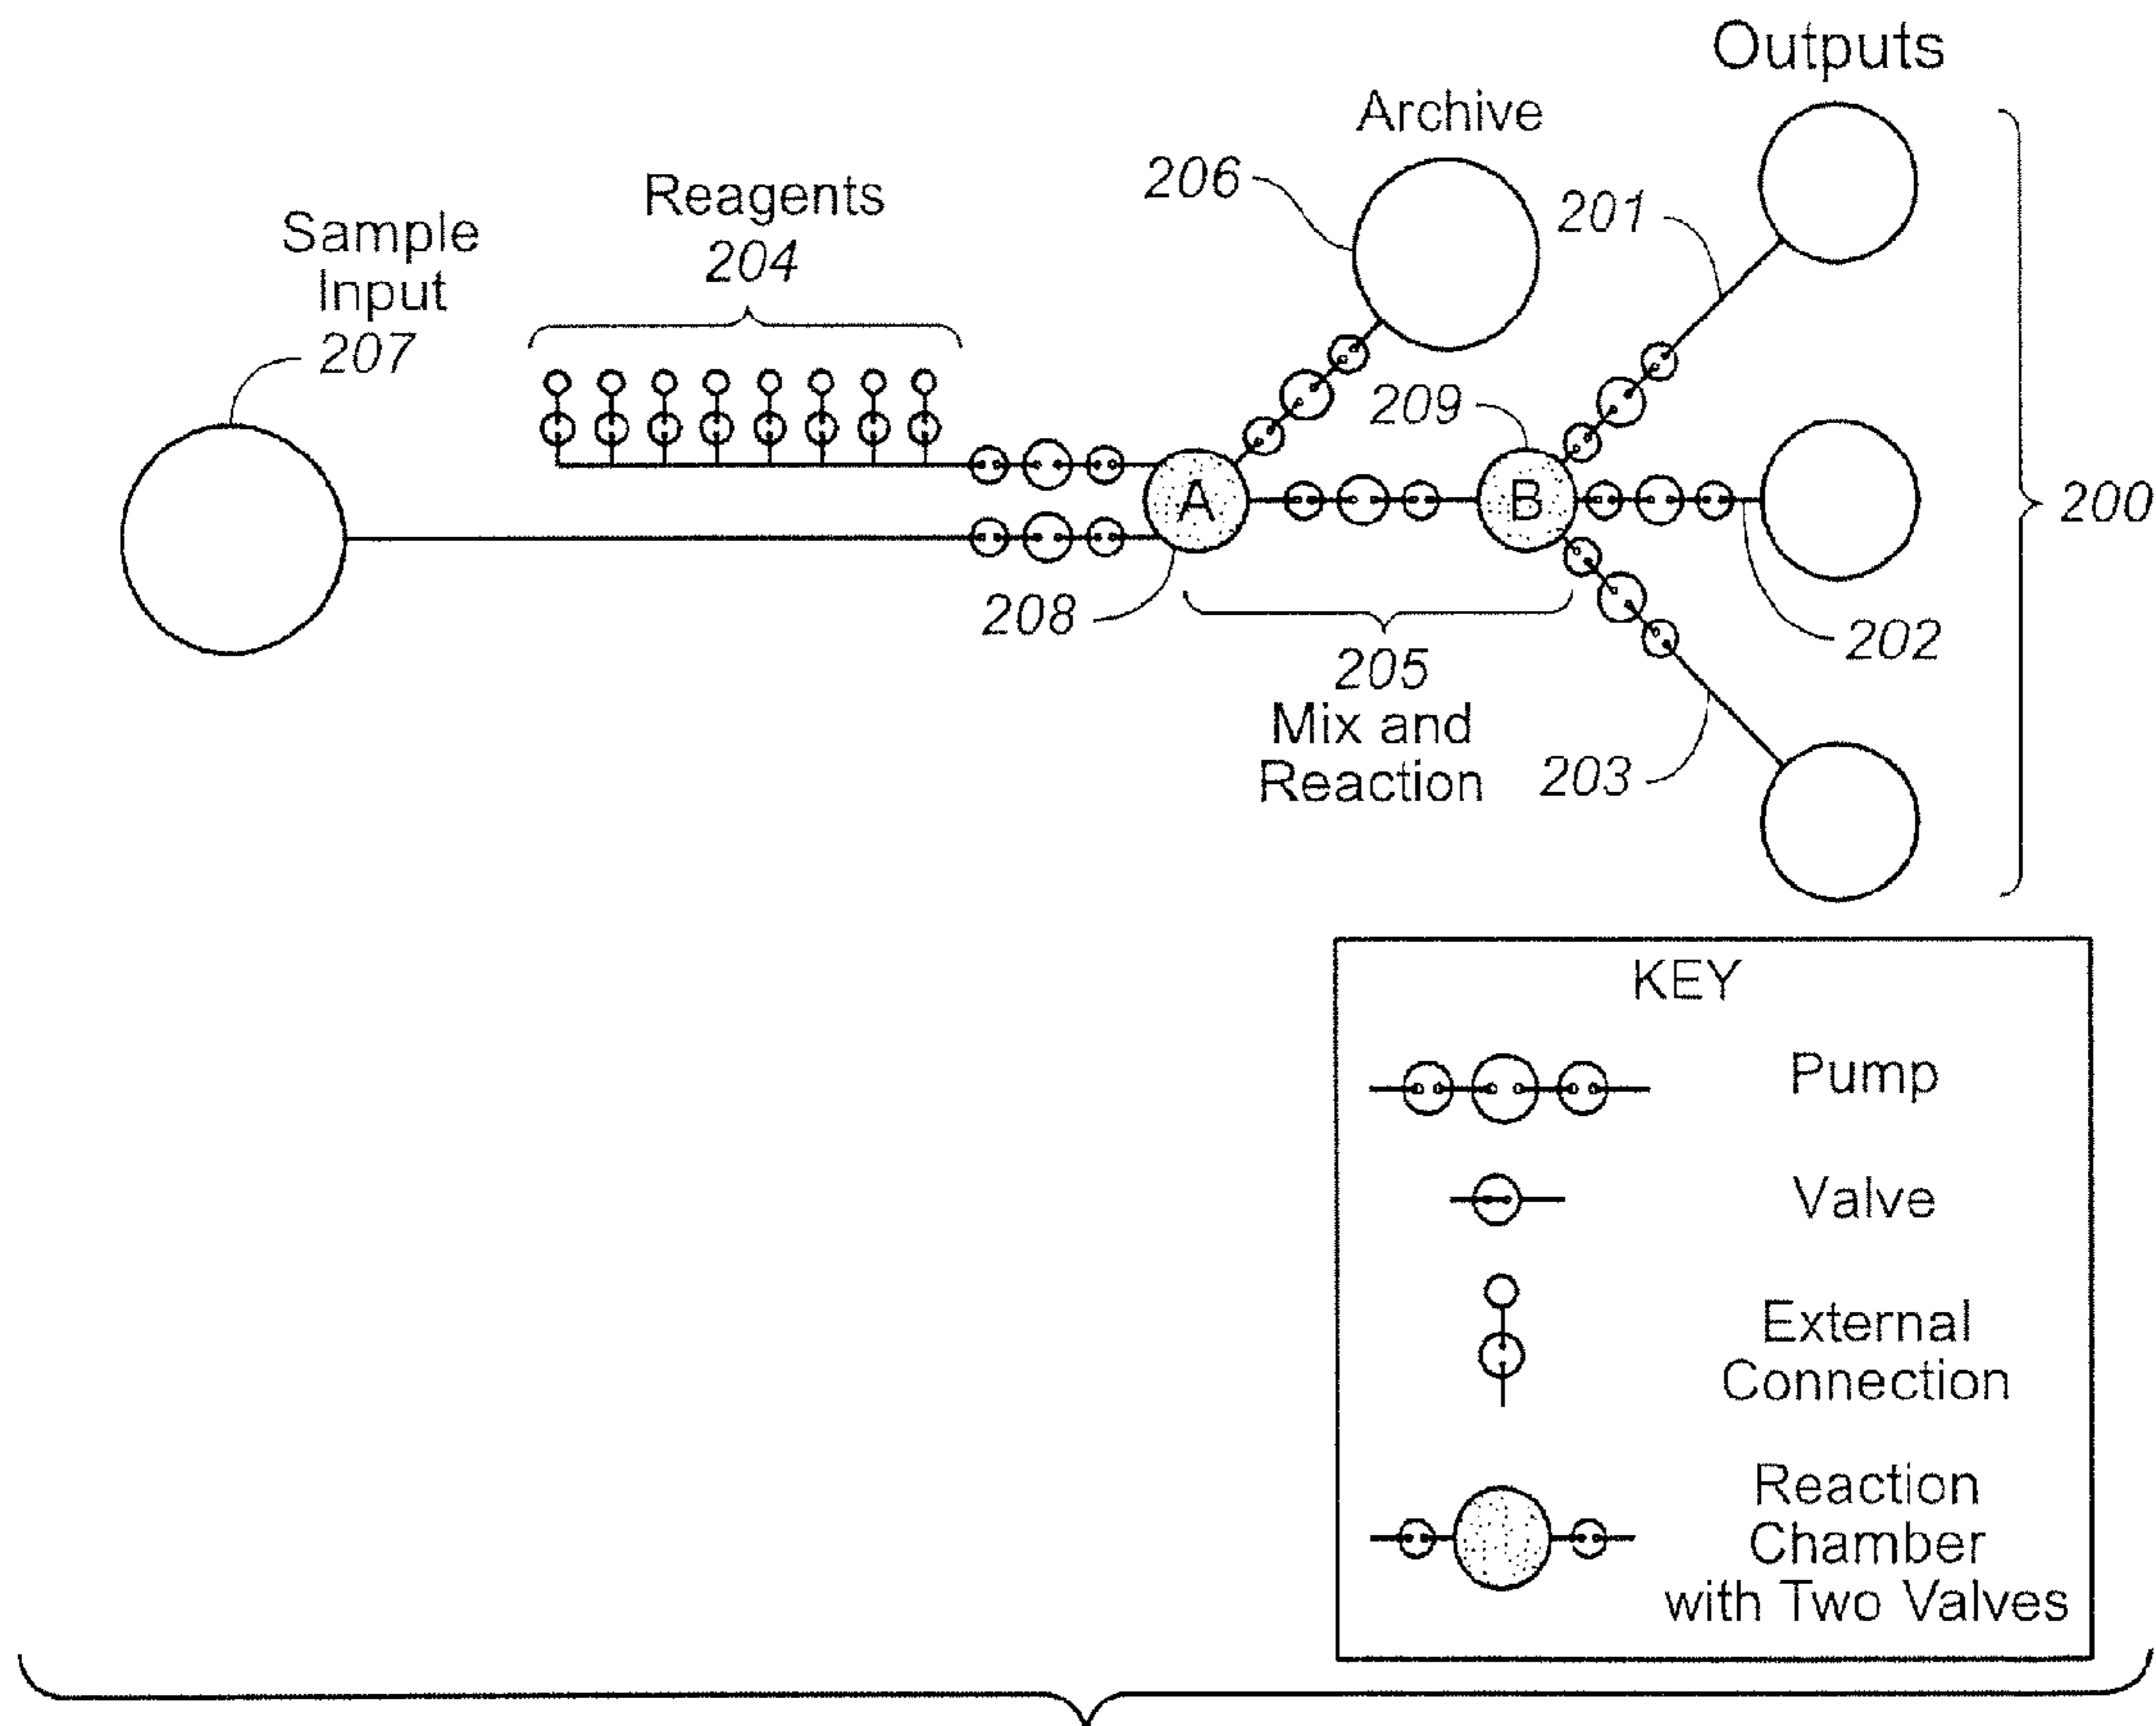 Outputs
Archive
206
201
Reagents
204
Sample
Input
207
209
A
B
200
208
202
205
Mix and
Reaction
203
KEY
Pump
Valve
External
Connection
Reaction
Chamber
with Two Valves